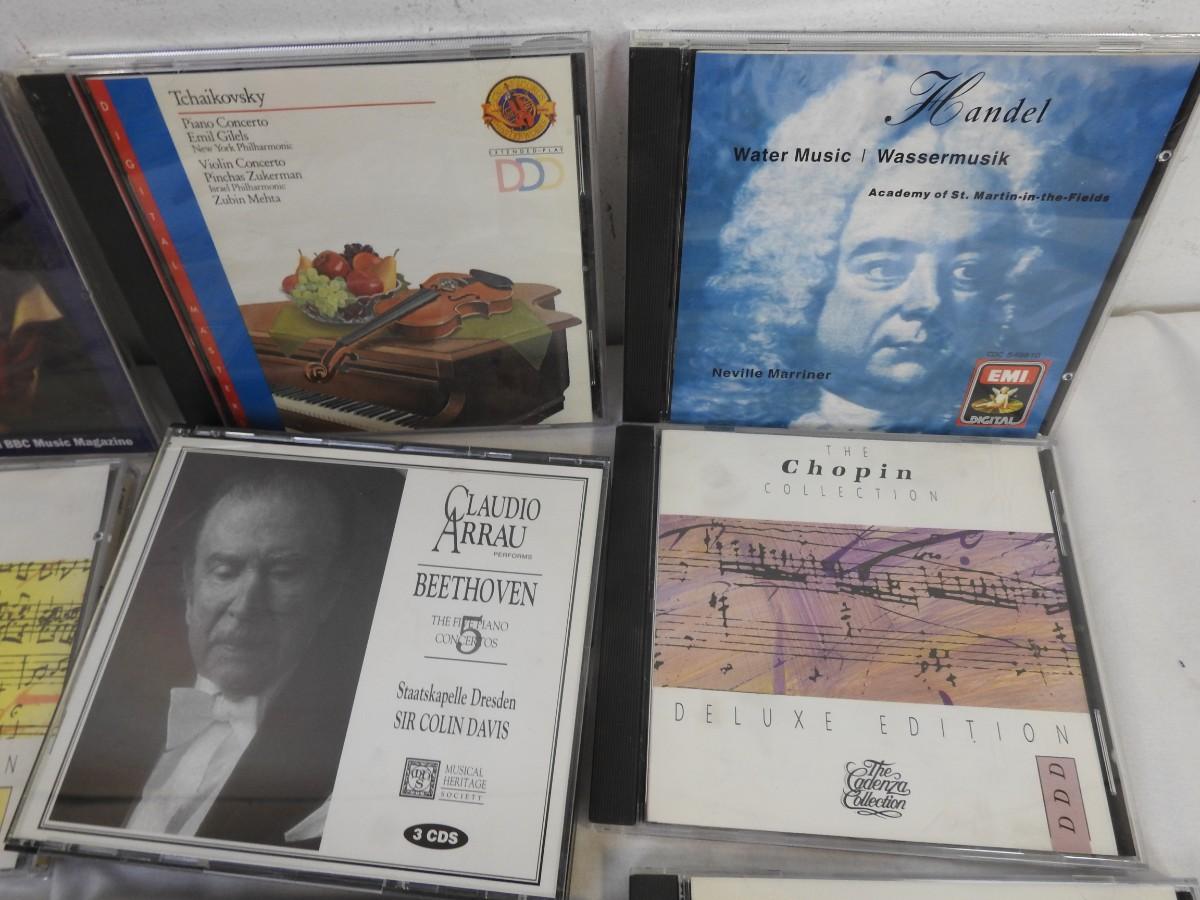 DIGITAL MASTE
Tchaikovsky
Piano Concerto
Emil Gilels
New York Philharmonic
Violin Concerto
Pinchas Zukerman
Israel Philharmonic
Zubin Mehta
EXTENDED-PLAY
DDD
Handel
Water Music / Wassermusik
Academy of St. Martin-in-the-Fields
Neville Marriner
EMI
DIGITAL
BBC Music Magazine
CLAUDIO
ARRAU
PERFORMS
BEETHOVEN
THE FIVE PIANO
5
CONCERTOS
Staatskapelle Dresden
SIR COLIN DAVIS
MUSICAL
HERITAGE
SOCIETY
3 CDS
THE
Chopin
COLLECTION
DELUXE EDITION
The
Cadenza
Collection
DDD
N